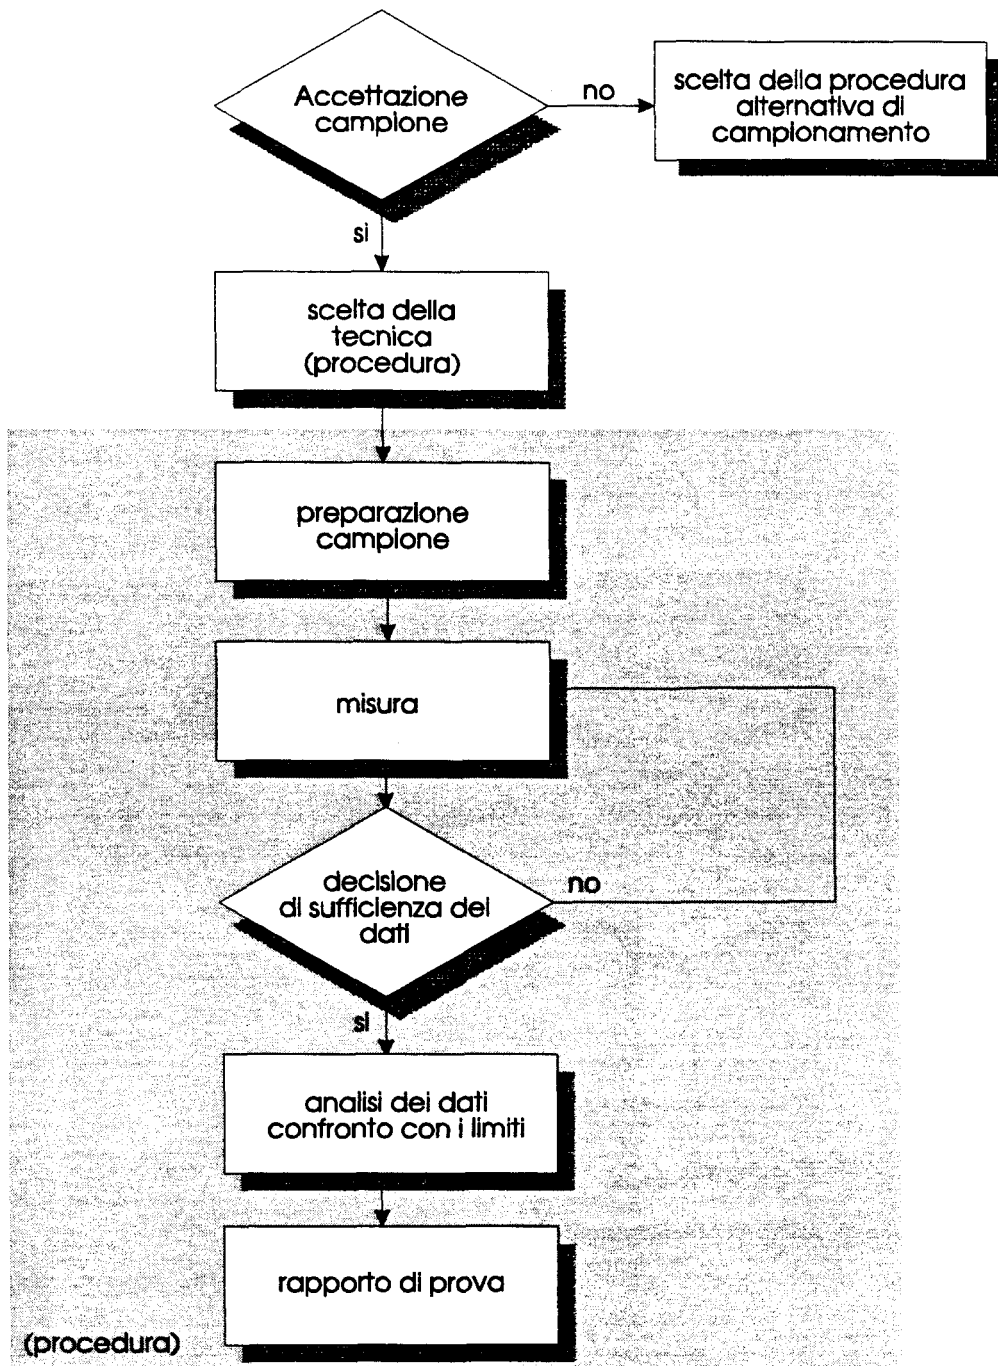 Accettazione
campione
no
scelta della procedura
alternativa di
campionamento
si
scelta della
tecnica
(procedura)
preparazione
campione
misura
decisione
di sufficienza dei
dati
no
si
analisi dei dati
confronto con i limiti
rapporto di prova
(procedura)